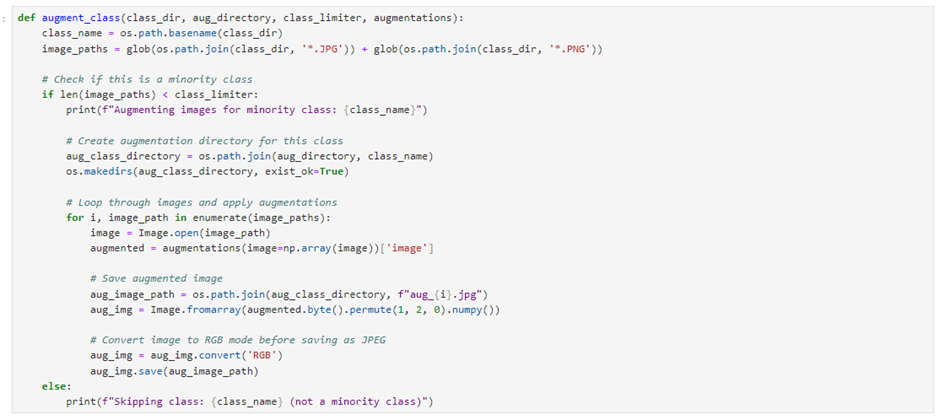 def augment_class(class_dir, aug_directory, class_limiter, augmentations):
    class_name = os.path.basename(class_dir)
    image_paths = glob(os.path.join(class_dir, '*.JPG')) + glob(os.path.join(class_dir, '*.PNG'))

    # Check if this is a minority class
    if len(image_paths) < class_limiter:
        print(f"Augmenting images for minority class: {class_name}")

        # Create augmentation directory for this class
        aug_class_directory = os.path.join(aug_directory, class_name)
        os.makedirs(aug_class_directory, exist_ok=True)

        # Loop through images and apply augmentations
        for i, image_path in enumerate(image_paths):
            image = Image.open(image_path)
            augmented = augmentations(image=np.array(image))['image']

            # Save augmented image
            aug_image_path = os.path.join(aug_class_directory, f"aug_{i}.jpg")
            aug_img = Image.fromarray(augmented.byte().permute(1, 2, 0).numpy())

            # Convert image to RGB mode before saving as JPEG
            aug_img = aug_img.convert('RGB')
            aug_img.save(aug_image_path)
    else:
        print(f"Skipping class: {class_name} (not a minority class)")